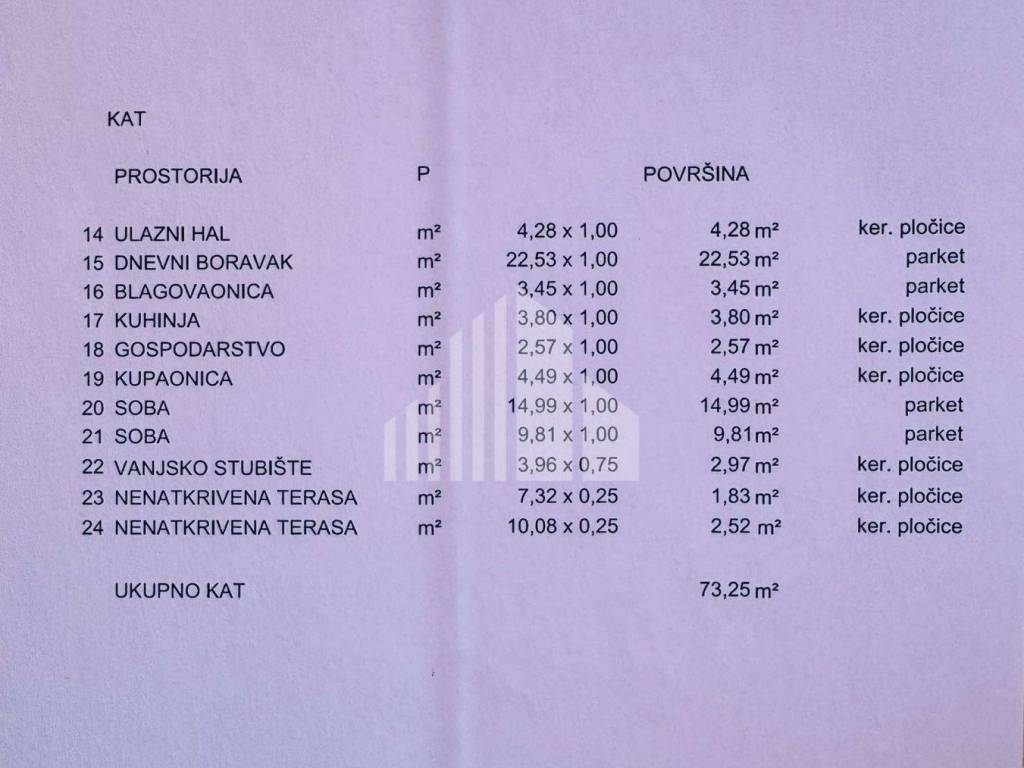 KAT
PROSTORIJA P POVRŠINA
14 ULAZNI HAL m² 4,28 x 1,00 4,28 m² ker. pločice
15 DNEVNI BORAVAK m² 22,53 x 1,00 22,53 m² parket
16 BLAGOVAONICA m² 3,45 x 1,00 3,45 m² parket
17 KUHINJA m² 3,80 x 1,00 3,80 m² ker. pločice
18 GOSPODARSTVO m² 2,57 x 1,00 2,57 m² ker. pločice
19 KUPAONICA m² 4,49 x 1,00 4,49 m² ker. pločice
20 SOBA m² 14,99 x 1,00 14,99 m² parket
21 SOBA m² 9,81 x 1,00 9,81 m² parket
22 VANJSKO STUBIŠTE m² 3,96 x 0,75 2,97 m² ker. pločice
23 NENATKRIVENA TERASA m² 7,32 x 0,25 1,83 m² ker. pločice
24 NENATKRIVENA TERASA m² 10,08 x 0,25 2,52 m² ker. pločice
UKUPNO KAT 73,25 m²